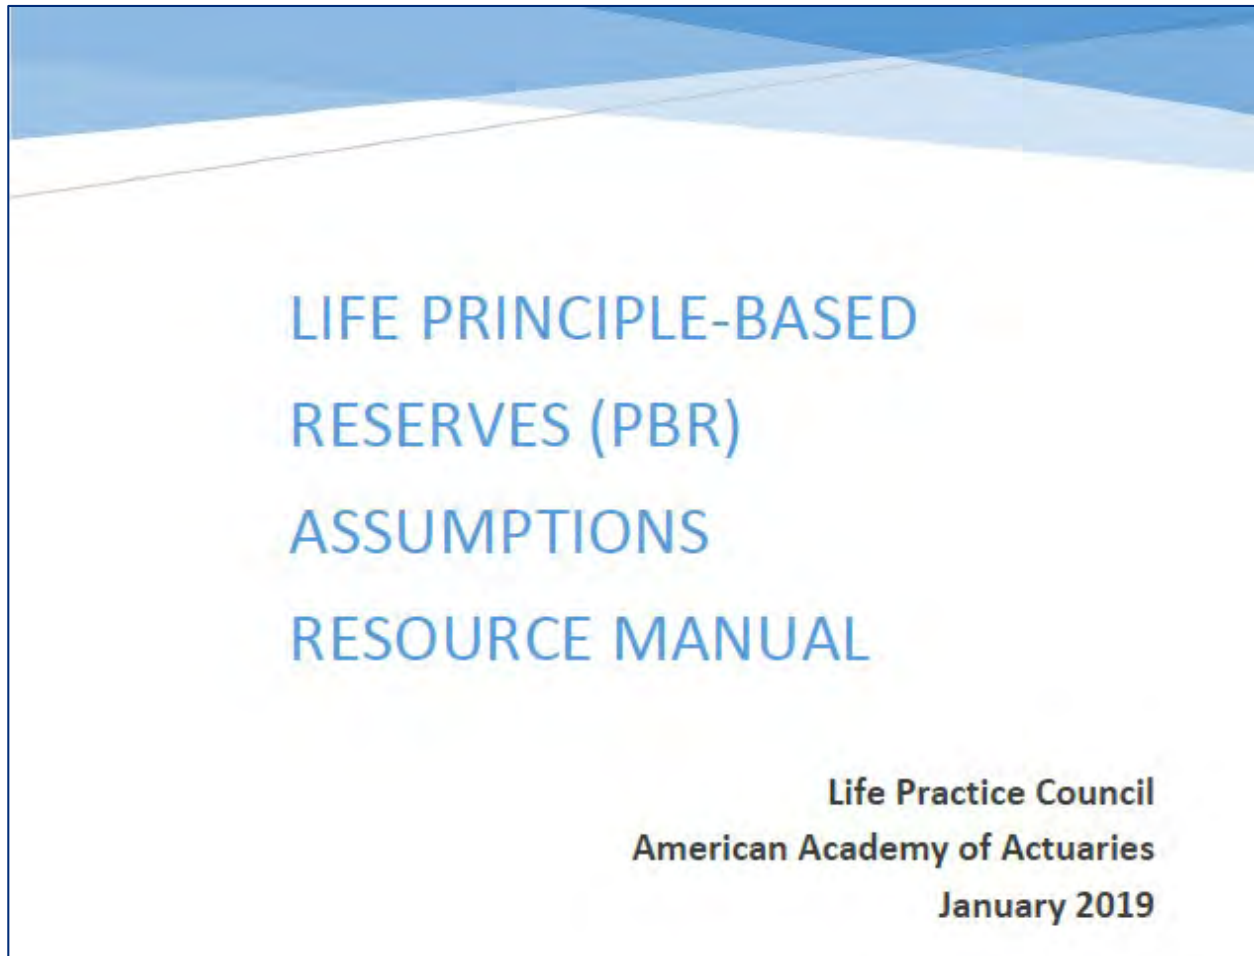 LIFE PRINCIPLE-BASED
RESERVES (PBR)
ASSUMPTIONS
RESOURCE MANUAL
Life Practice Council
American Academy of Actuaries
January 2019